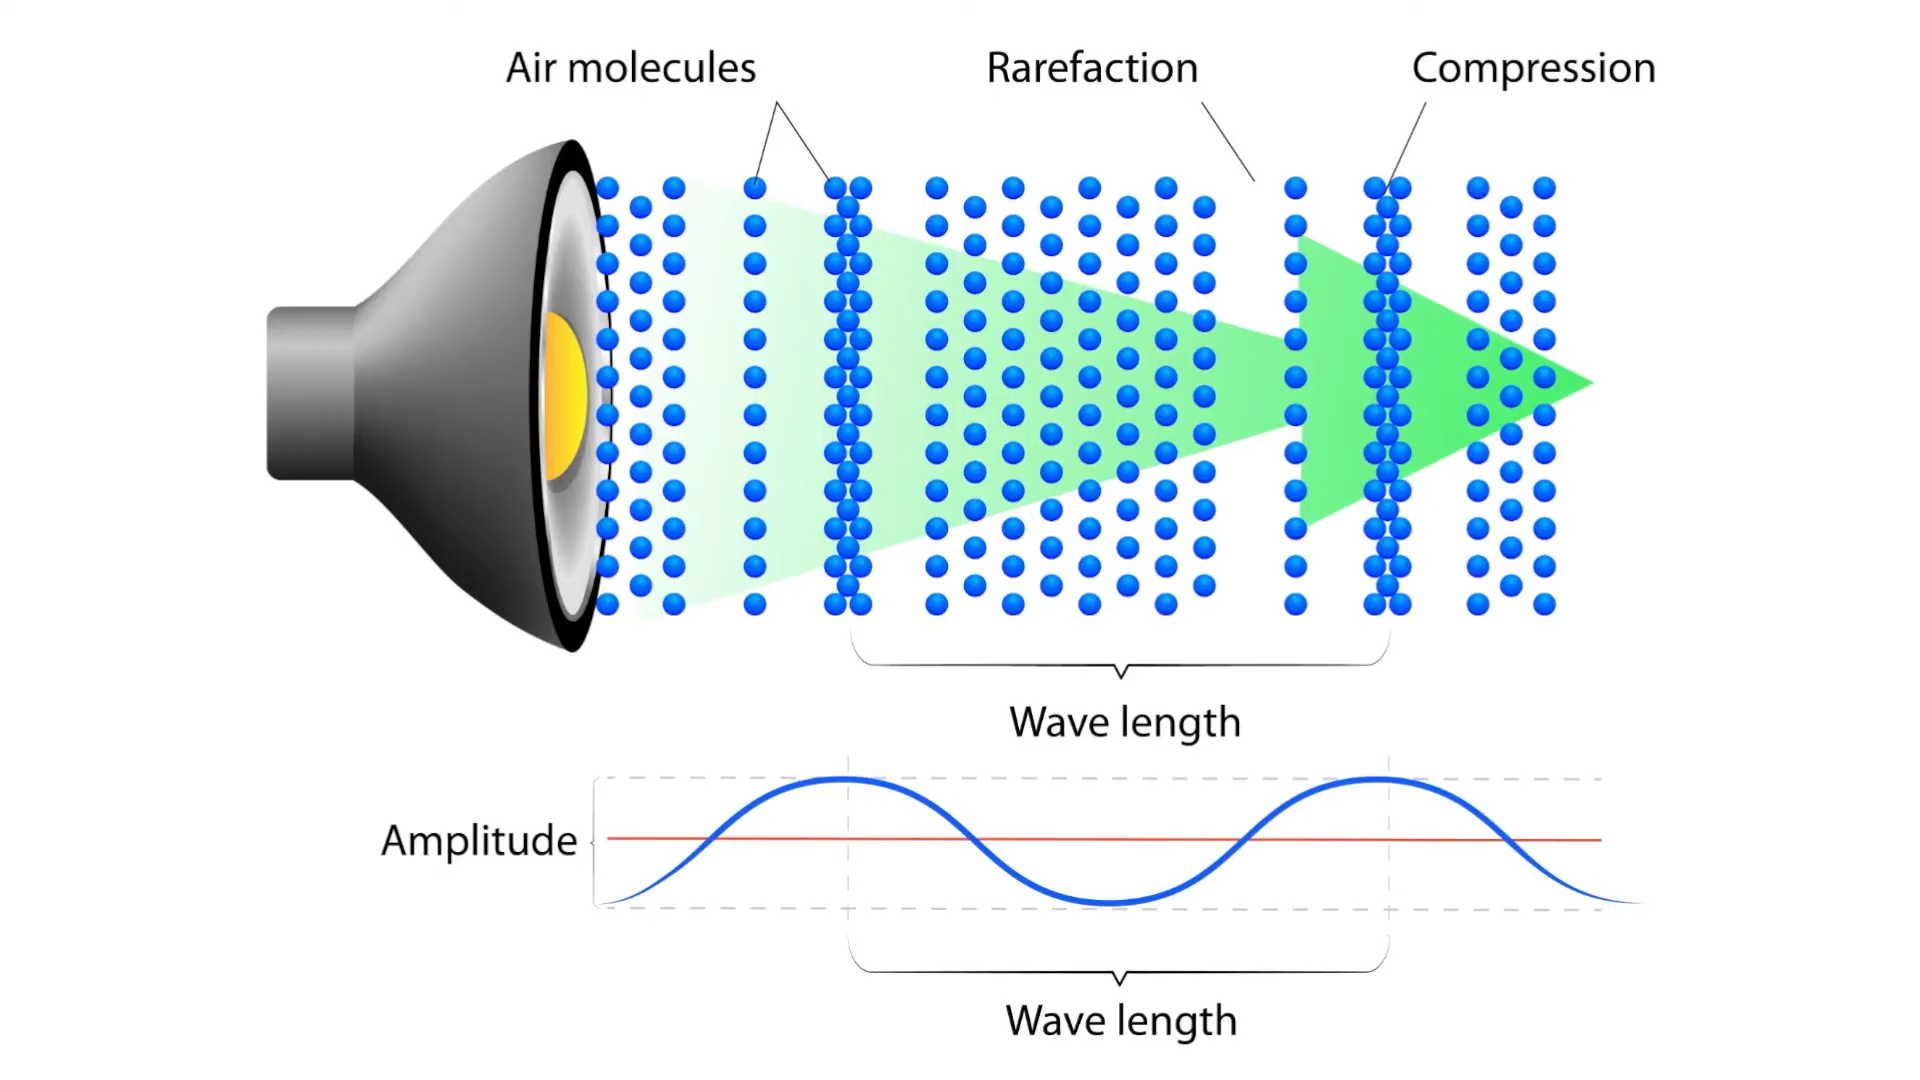 Air molecules
Rarefaction
Compression
Wave length
Amplitude
Wave length